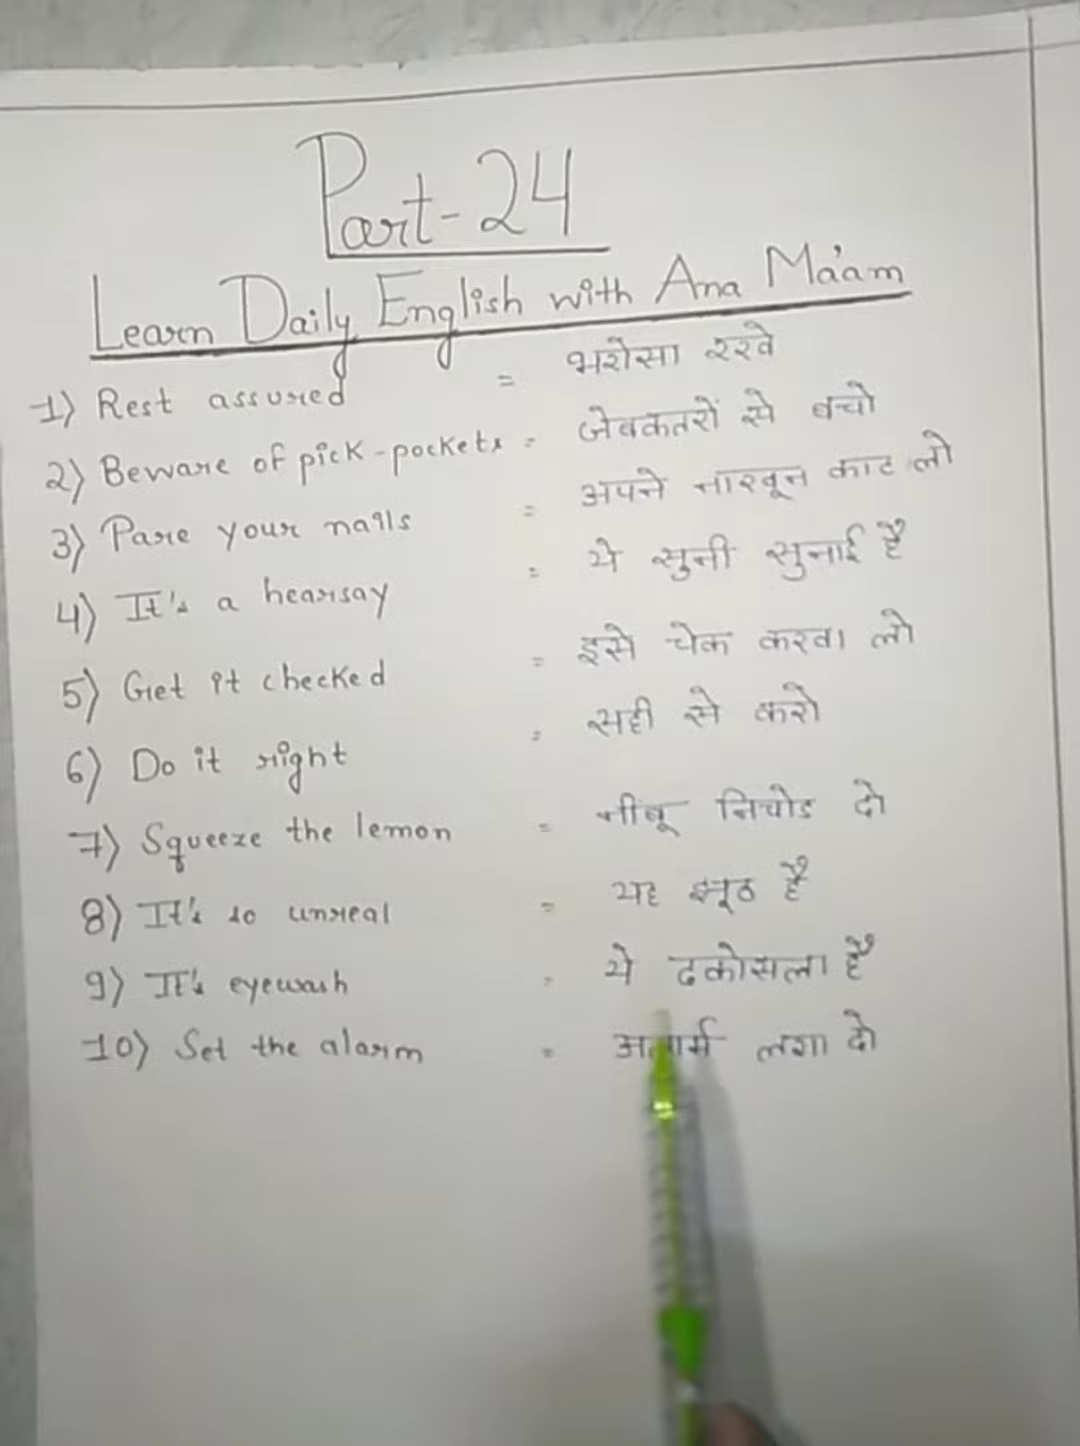 Part-24
Learn Daily English with Ana Ma'am
1) Rest assured = भरोसा रखे
2) Beware of pick-pockets = जेबकतरों से बचो
3) Pare your nails = अपने नाखून काट लो
4) It's a hearsay = ये सुनी सुनाई है
5) Get it checked = इसे चेक करवा लो
6) Do it right = सही से करो
7) Squeeze the lemon = नीबू निचोड दो
8) It's so unreal = यह झूठ है
9) It's eyewash = ये ढकोसला है
10) Set the alarm = अलार्म लगा दो